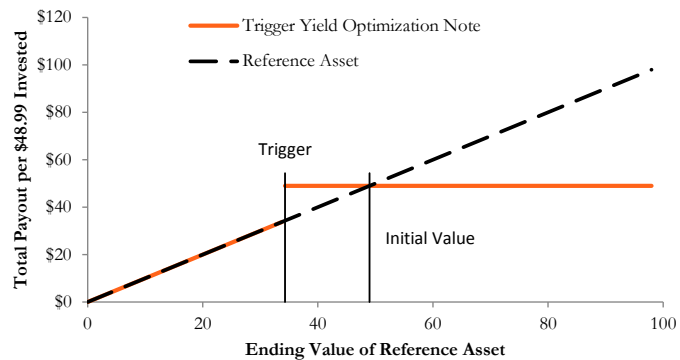 $120
Trigger Yield Optimization Note
$100
Reference Asset
$80
Trigger
$60
$40
Initial Value
$20
$0
0 20 40 60 80 100
Total Payout per $48.99 Invested
Ending Value of Reference Asset